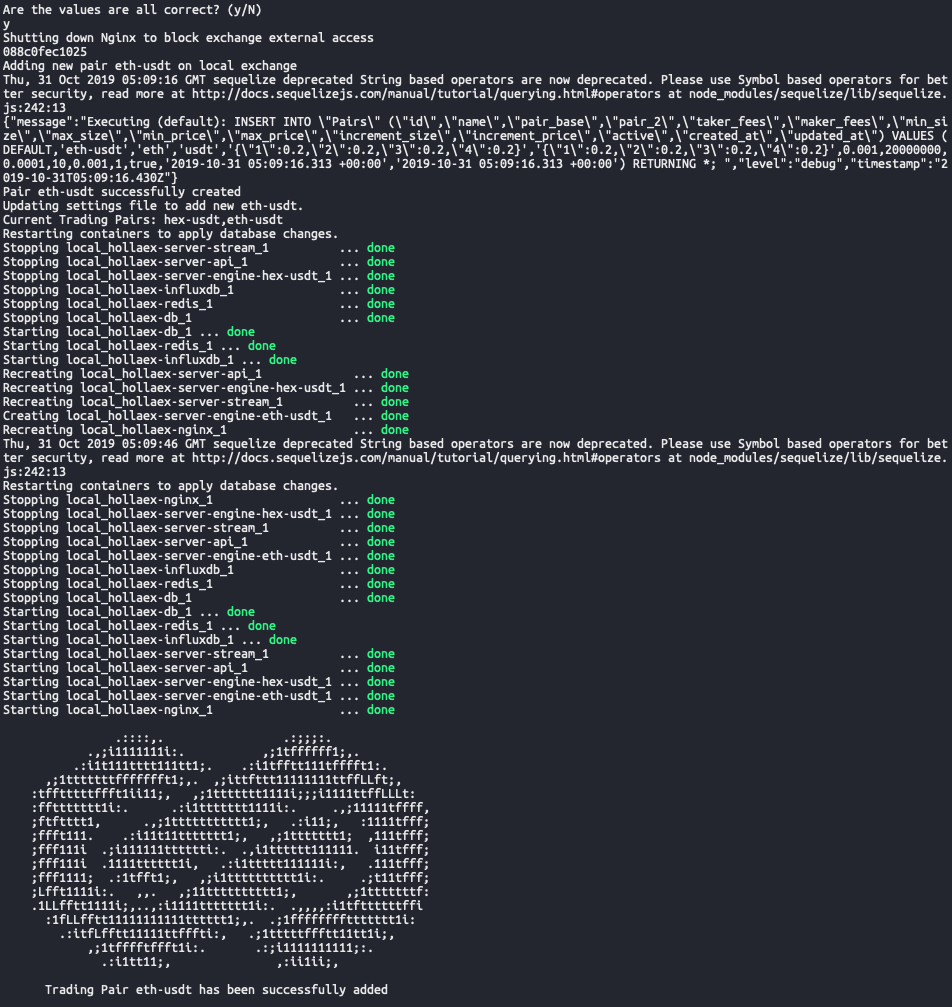 Are the values are all correct? (y/N)
y
Shutting down Nginx to block exchange external access
088c0fec1025
Adding new pair eth-usdt on local exchange
Thu, 31 Oct 2019 05:09:16 GMT sequelize deprecated String based operators are now deprecated. Please use Symbol based operators for bet
ter security, read more at http://docs.sequelizejs.com/manual/tutorial/querying.html#operators at node_modules/sequelize/lib/sequelize.
js:242:13
{"message":"Executing (default): INSERT INTO \"Pairs\" (\"id\",\"name\",\"pair_base\",\"pair_2\",\"taker_fees\",\"maker_fees\",\"min_si
ze\",\"max_size\",\"min_price\",\"max_price\",\"increment_size\",\"increment_price\",\"active\",\"created_at\",\"updated_at\") VALUES (
DEFAULT,'eth-usdt','eth','usdt','{\"1\":0.2,\"2\":0.2,\"3\":0.2,\"4\":0.2}','{\"1\":0.2,\"2\":0.2,\"3\":0.2,\"4\":0.2}',0.001,20000000,
0.0001,10,0.001,1,true,'2019-10-31 05:09:16.313 +00:00','2019-10-31 05:09:16.313 +00:00') RETURNING *; ","level":"debug","timestamp":"2
019-10-31T05:09:16.430Z"}
Pair eth-usdt successfully created
Updating settings file to add new eth-usdt.
Current Trading Pairs: hex-usdt,eth-usdt
Restarting containers to apply database changes.
Stopping local_hollaex-server-stream_1 ... done
Stopping local_hollaex-server-api_1 ... done
Stopping local_hollaex-server-engine-hex-usdt_1 ... done
Stopping local_hollaex-influxdb_1 ... done
Stopping local_hollaex-redis_1 ... done
Stopping local_hollaex-db_1 ... done
Starting local_hollaex-db_1 ... done
Starting local_hollaex-redis_1 ... done
Starting local_hollaex-influxdb_1 ... done
Recreating local_hollaex-server-api_1 ... done
Recreating local_hollaex-server-engine-hex-usdt_1 ... done
Recreating local_hollaex-server-stream_1 ... done
Creating local_hollaex-server-engine-eth-usdt_1 ... done
Recreating local_hollaex-nginx_1 ... done
Thu, 31 Oct 2019 05:09:46 GMT sequelize deprecated String based operators are now deprecated. Please use Symbol based operators for bet
ter security, read more at http://docs.sequelizejs.com/manual/tutorial/querying.html#operators at node_modules/sequelize/lib/sequelize.
js:242:13
Restarting containers to apply database changes.
Stopping local_hollaex-nginx_1 ... done
Stopping local_hollaex-server-engine-hex-usdt_1 ... done
Stopping local_hollaex-server-stream_1 ... done
Stopping local_hollaex-server-api_1 ... done
Stopping local_hollaex-server-engine-eth-usdt_1 ... done
Stopping local_hollaex-influxdb_1 ... done
Stopping local_hollaex-redis_1 ... done
Stopping local_hollaex-db_1 ... done
Starting local_hollaex-db_1 ... done
Starting local_hollaex-redis_1 ... done
Starting local_hollaex-influxdb_1 ... done
Starting local_hollaex-server-stream_1 ... done
Starting local_hollaex-server-api_1 ... done
Starting local_hollaex-server-engine-hex-usdt_1 ... done
Starting local_hollaex-server-engine-eth-usdt_1 ... done
Starting local_hollaex-nginx_1 ... done
Trading Pair eth-usdt has been successfully added